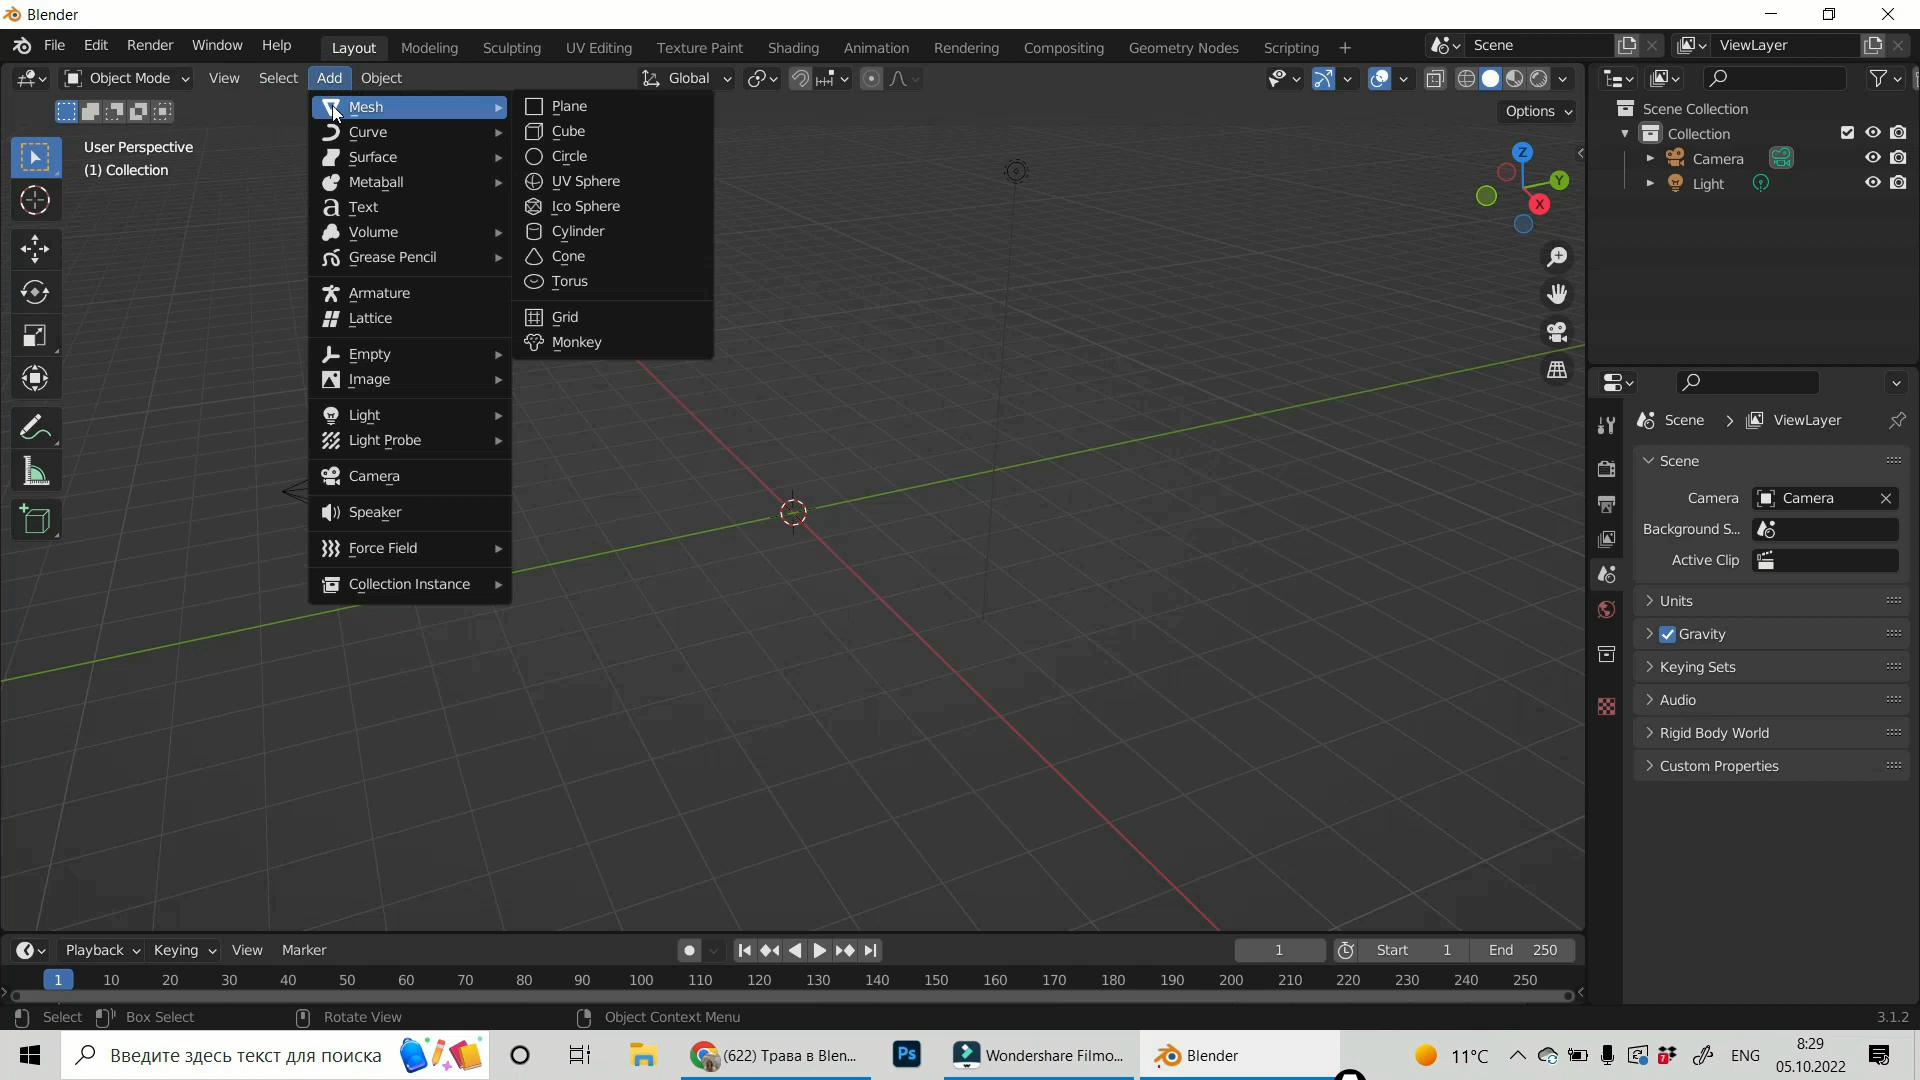 Blender
File Edit Render Window Help Layout Modeling Sculpting UV Editing Texture Paint Shading Animation Rendering Compositing Geometry Nodes Scripting + Scene ViewLayer
Object Mode View Select Add Object Global
Options
User Perspective
(1) Collection
Mesh
Curve
Surface
Metaball
Text
Volume
Grease Pencil
Armature
Lattice
Empty
Image
Light
Light Probe
Camera
Speaker
Force Field
Collection Instance
Plane
Cube
Circle
UV Sphere
Ico Sphere
Cylinder
Cone
Torus
Grid
Monkey
Z
Y
X
Scene Collection
Collection
Camera
Light
Scene > ViewLayer
Scene
Camera Camera
Background S...
Active Clip
Units
Gravity
Keying Sets
Audio
Rigid Body World
Custom Properties
Playback Keying View Marker 1 Start 1 End 250
1 10 20 30 40 50 60 70 80 90 100 110 120 130 140 150 160 170 180 190 200 210 220 230 240 250
Select Box Select Rotate View Object Context Menu 3.1.2
Введите здесь текст для поиска (622) Трава в Blen... Ps Wondershare Filmo... Blender 11°C 7 ENG 8:29
05.10.2022